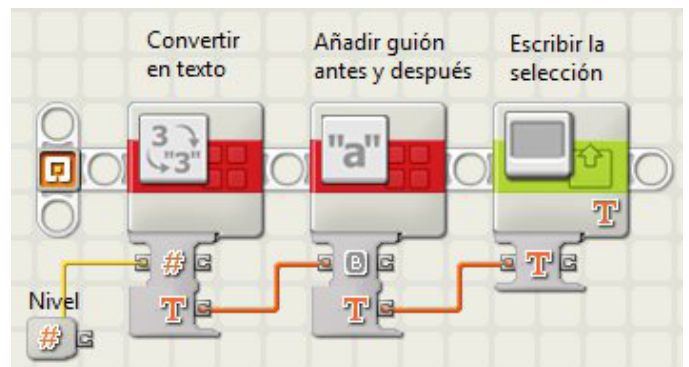 Convertir
en texto
Añadir guión
antes y después
Escribir la
selección
3
"3"
"a"
T
#
B
T
T
T
Nivel
#